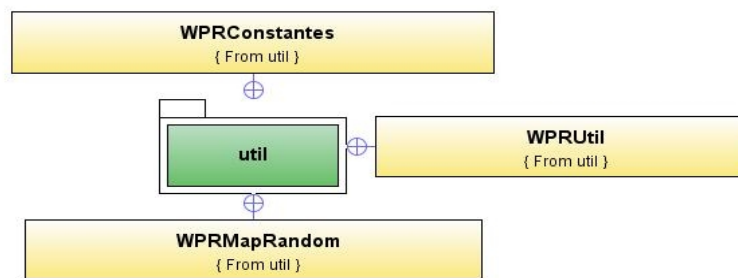 WPRConstantes
{ From util }
util
WPRUtil
{ From util }
WPRMapRandom
{ From util }